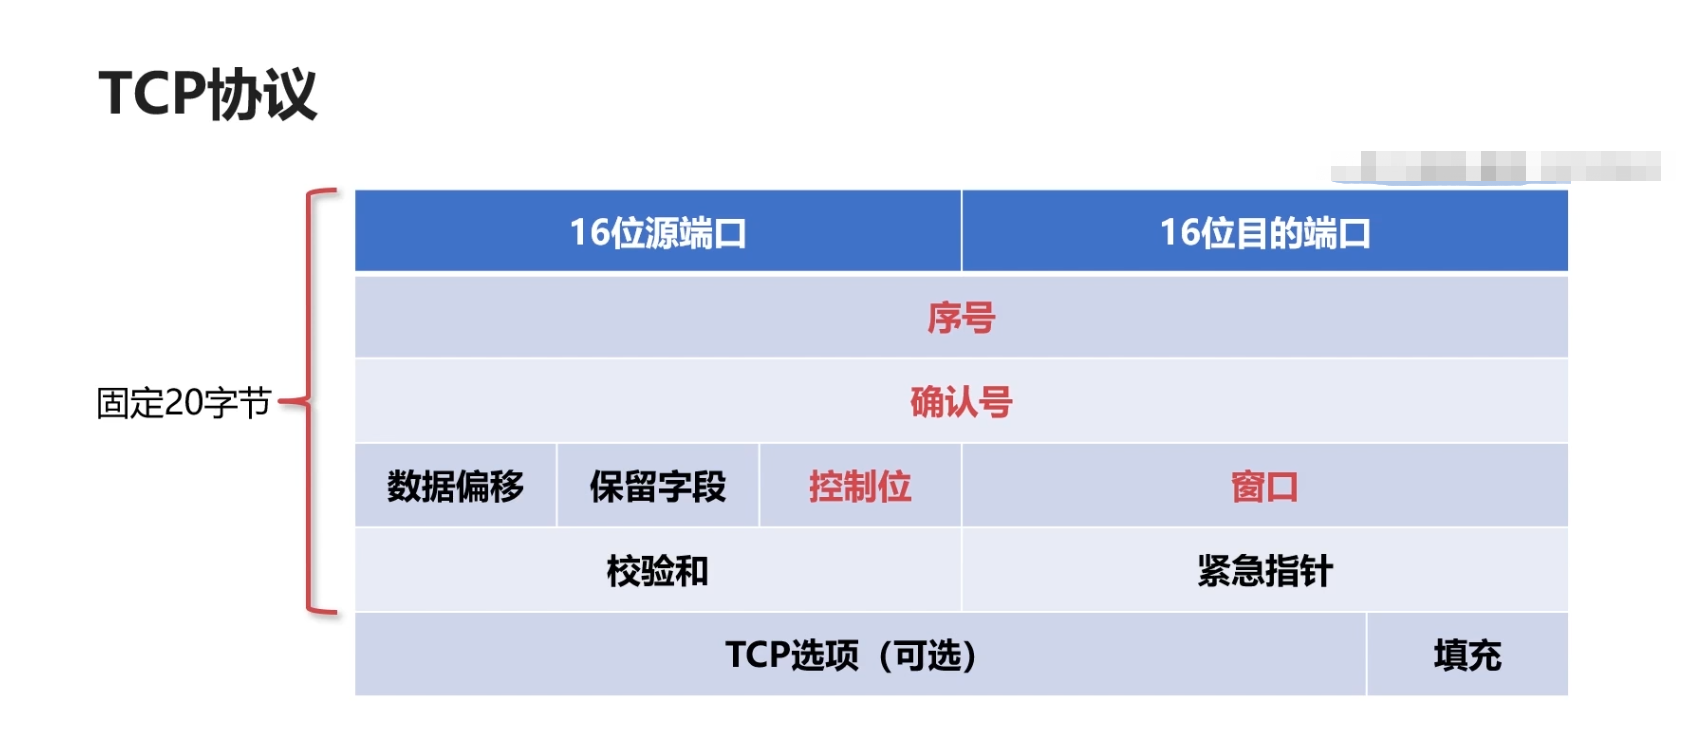 TCP协议
16位源端口 16位目的端口
序号
固定20字节
确认号
数据偏移 保留字段 控制位 窗口
校验和 紧急指针
TCP选项（可选） 填充